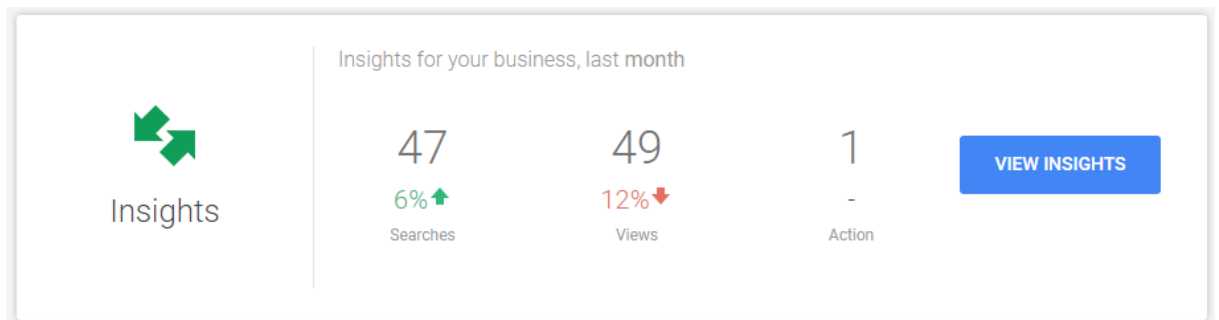 Insights for your business, last month
Insights
47
6%
Searches
49
12%
Views
1
-
Action
VIEW INSIGHTS